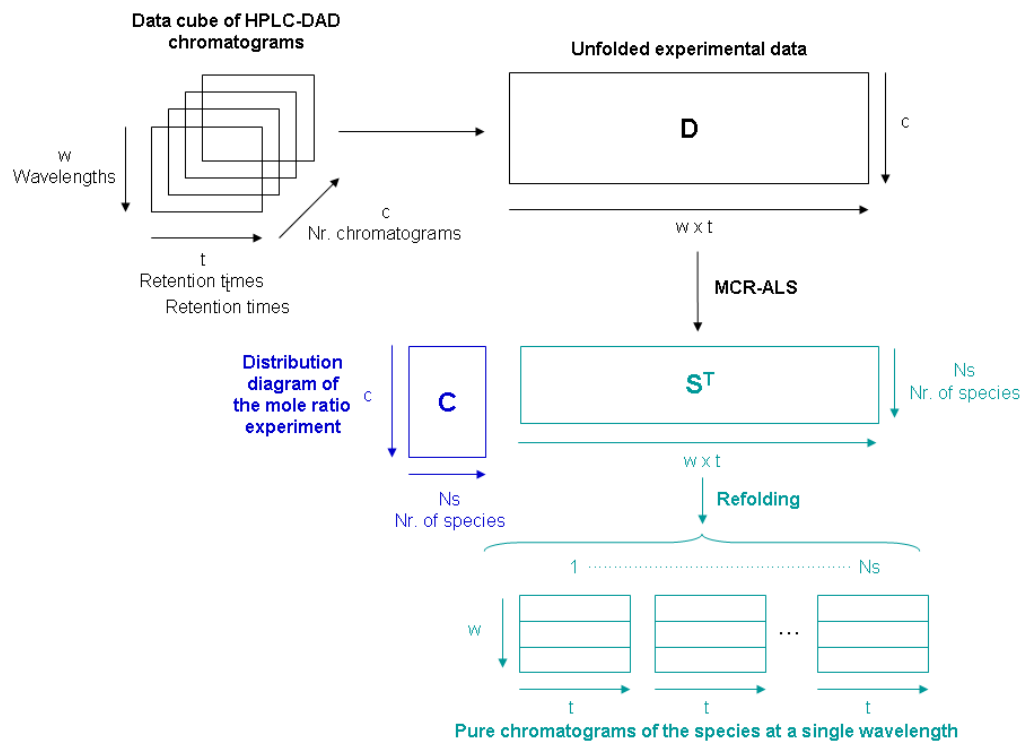 Data cube of HPLC-DAD
chromatograms
Unfolded experimental data
D
c
w
Wavelengths
c
Nr. chromatograms
w x t
t
Retention times
t
Retention times
MCR-ALS
Distribution
diagram of
the mole ratio
experiment
c
C
Sᵀ
Ns
Nr. of species
w x t
Ns
Nr. of species
Refolding
1 ........................................ Ns
w
...
t
t
t
Pure chromatograms of the species at a single wavelength